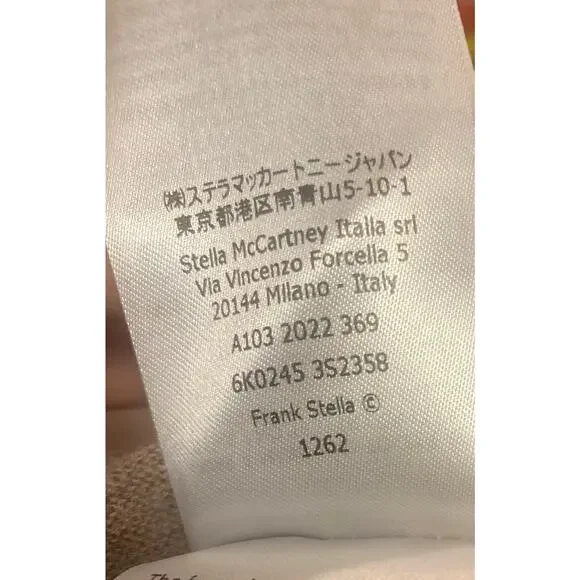 ㈱ステラマッカートニージャパン
東京都港区南青山5-10-1
Stella McCartney Italia srl
Via Vincenzo Forcella 5
20144 Milano - Italy
A103 2022 369
6K0245 3S2358
Frank Stella ©
1262